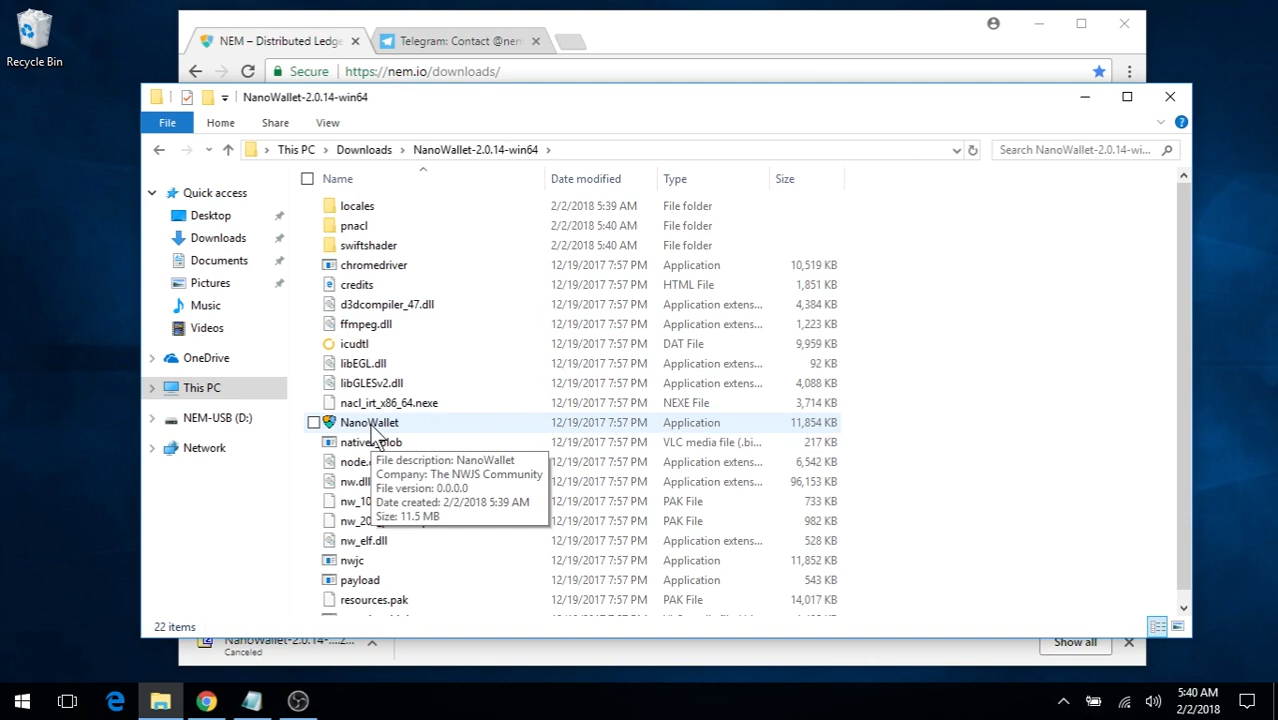 Recycle Bin
NEM – Distributed Ledge
Telegram: Contact @nem
Secure
https://nem.io/downloads/
NanoWallet-2.0.14-win64
File
Home
Share
View
This PC
Downloads
NanoWallet-2.0.14-win64
Search NanoWallet-2.0.14-wi...
Name
Date modified
Type
Size
Quick access
Desktop
Downloads
Documents
Pictures
Music
Videos
OneDrive
This PC
NEM-USB (D:)
Network
locales 2/2/2018 5:39 AM File folder
pnacl 2/2/2018 5:40 AM File folder
swiftshader 2/2/2018 5:40 AM File folder
chromedriver 12/19/2017 7:57 PM Application 10,519 KB
credits 12/19/2017 7:57 PM HTML File 1,851 KB
d3dcompiler_47.dll 12/19/2017 7:57 PM Application extens... 4,384 KB
ffmpeg.dll 12/19/2017 7:57 PM Application extens... 1,223 KB
icudtl 12/19/2017 7:57 PM DAT File 9,959 KB
libEGL.dll 12/19/2017 7:57 PM Application extens... 92 KB
libGLESv2.dll 12/19/2017 7:57 PM Application extens... 4,088 KB
nacl_irt_x86_64.nexe 12/19/2017 7:57 PM NEXE File 3,714 KB
NanoWallet 12/19/2017 7:57 PM Application 11,854 KB
12/19/2017 7:57 PM VLC media file (.bi... 217 KB
12/19/2017 7:57 PM Application extens... 6,542 KB
nw.dll 12/19/2017 7:57 PM Application extens... 96,153 KB
nw_10 12/19/2017 7:57 PM PAK File 733 KB
nw_20 12/19/2017 7:57 PM PAK File 982 KB
nw_elf.dll 12/19/2017 7:57 PM Application extens... 528 KB
nwjc 12/19/2017 7:57 PM Application 11,852 KB
payload 12/19/2017 7:57 PM Application 543 KB
resources.pak 12/19/2017 7:57 PM PAK File 14,017 KB
File description: NanoWallet
Company: The NWJS Community
File version: 0.0.0.0
Date created: 2/2/2018 5:39 AM
Size: 11.5 MB
22 items
NanoWallet-2.0.14-....z...
Canceled
Show all
5:40 AM
2/2/2018